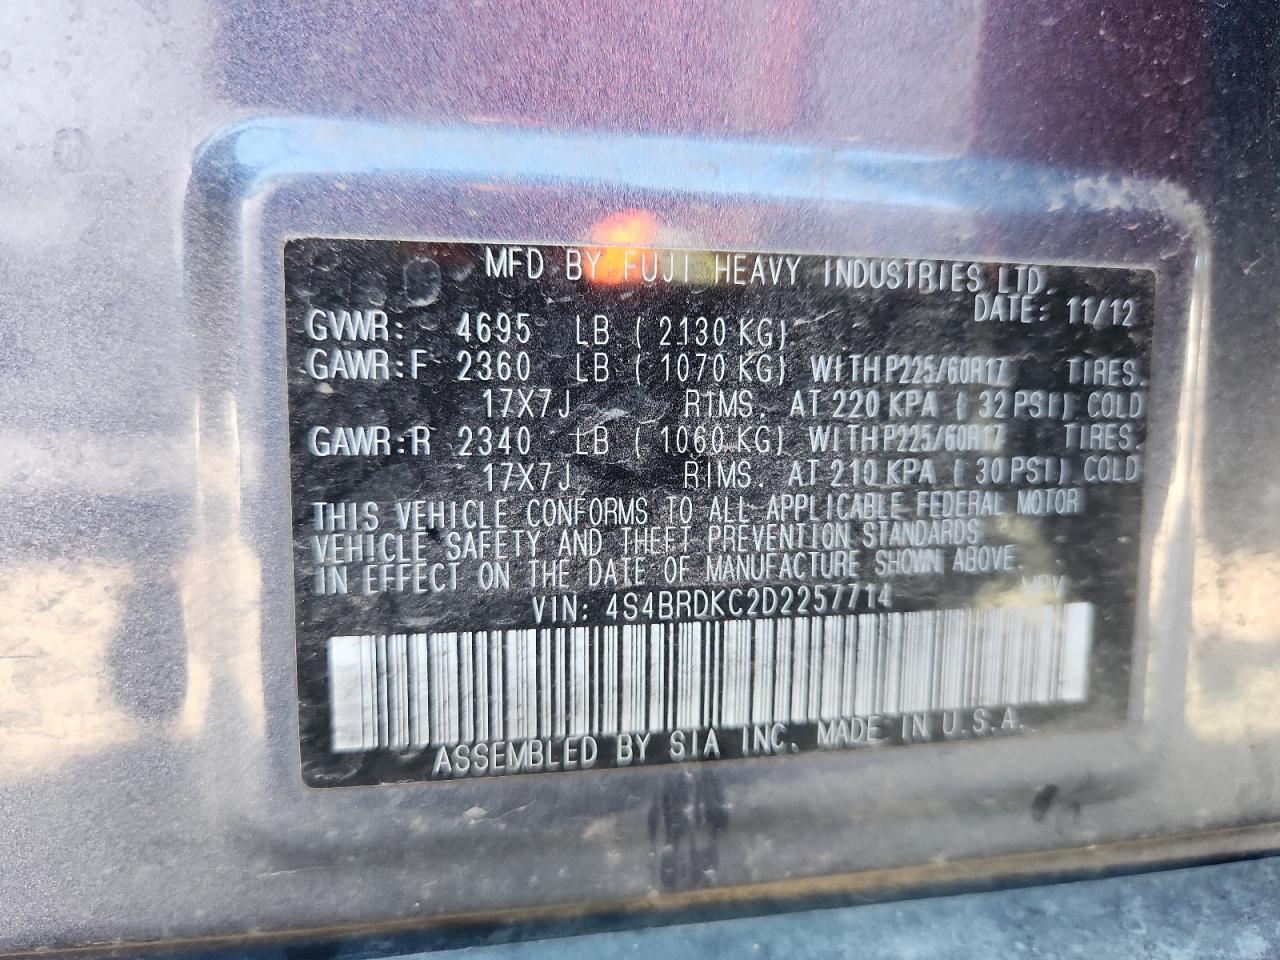 MFD BY FUJI HEAVY INDUSTRIES LTD.
DATE: 11/12
GVWR: 4695 LB ( 2130 KG)
GAWR:F 2360 LB ( 1070 KG) WITH P225/60R17 TIRES.
17X7J RIMS. AT 220 KPA ( 32 PSI) COLD
GAWR:R 2340 LB ( 1060 KG) WITH P225/60R17 TIRES.
17X7J RIMS. AT 210 KPA ( 30 PSI) COLD
THIS VEHICLE CONFORMS TO ALL APPLICABLE FEDERAL MOTOR
VEHICLE SAFETY AND THEFT PREVENTION STANDARDS
IN EFFECT ON THE DATE OF MANUFACTURE SHOWN ABOVE.
VIN: 4S4BRDKC2D2257714 MPV
ASSEMBLED BY SIA INC. MADE IN U.S.A.